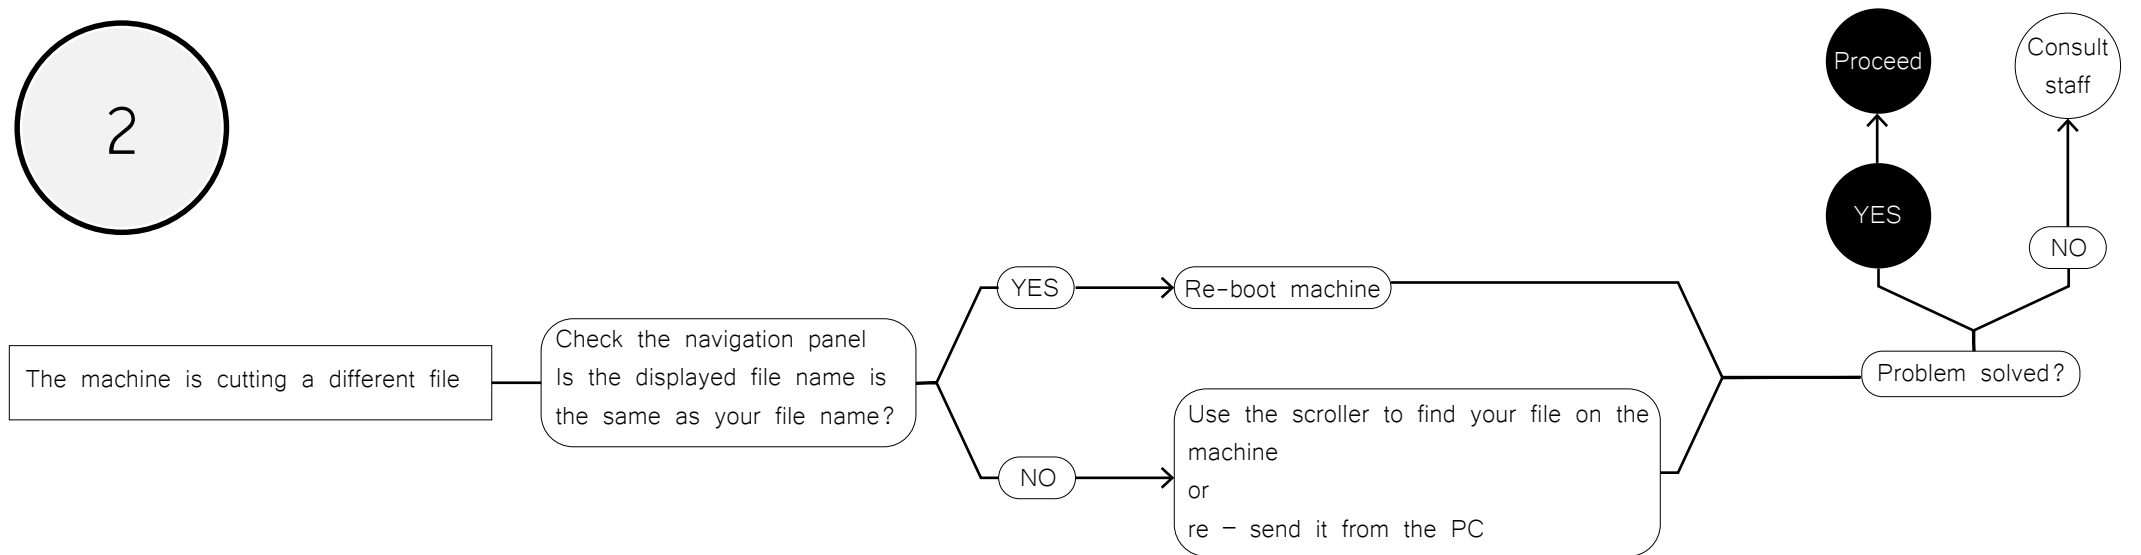 2
The machine is cutting a different file
Check the navigation panel
Is the displayed file name is
the same as your file name?
YES
Re-boot machine
NO
Use the scroller to find your file on the
machine
or
re - send it from the PC
Problem solved?
YES
Proceed
NO
Consult
staff